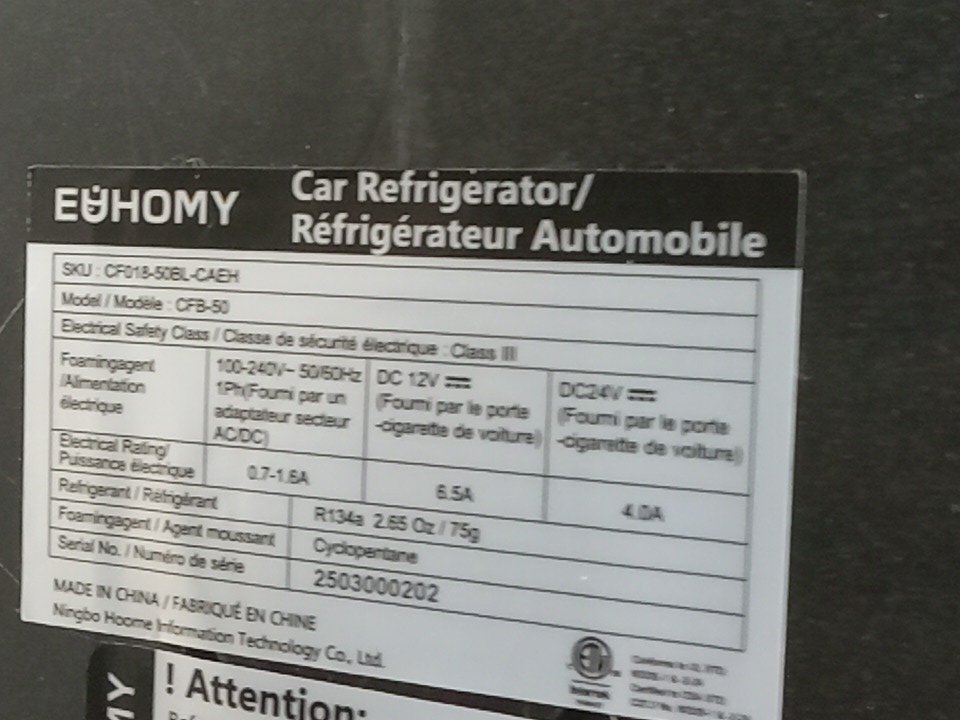 EUHOMY
Car Refrigerator/
Réfrigérateur Automobile
SKU : CF018-50BL-CAEH
Model / Modèle : CFB-50
Electrical Safety Class / Classe de sécurité électrique : Class III
Foamingagent
/Alimentation
électrique
100-240V~ 50/60Hz
1Ph(Fourni par un
adaptateur secteur
AC/DC)
DC 12V
(Fourni par le porte
-cigarette de voiture)
DC24V
(Fourni par le porte
-cigarette de voiture)
Electrical Rating/
Puissance électrique
0.7-1.6A
6.5A
4.0A
Refrigerant / Réfrigérant
R134a 2.65 Oz / 75g
Foamingagent / Agent moussant
Cyclopentane
Serial No. / Numéro de série
2503000202
MADE IN CHINA / FABRIQUÉ EN CHINE
Ningbo Hoome Information Technology Co., Ltd.
MY
! Attention: